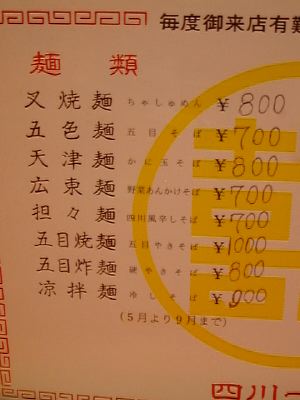 毎度御来店有難
麺類
叉焼麺 ちゃしゅめん ¥800
五色麺 五目そば ¥700
天津麺 かに玉そば ¥800
広東麺 野菜あんかけそば ¥700
担々麺 四川風辛しそば ¥700
五目焼麺 五目やきそば ¥1000
五目炸麺 硬やきそば ¥800
凉拌麺 冷しそば ¥900
(5月より9月まで)
四川